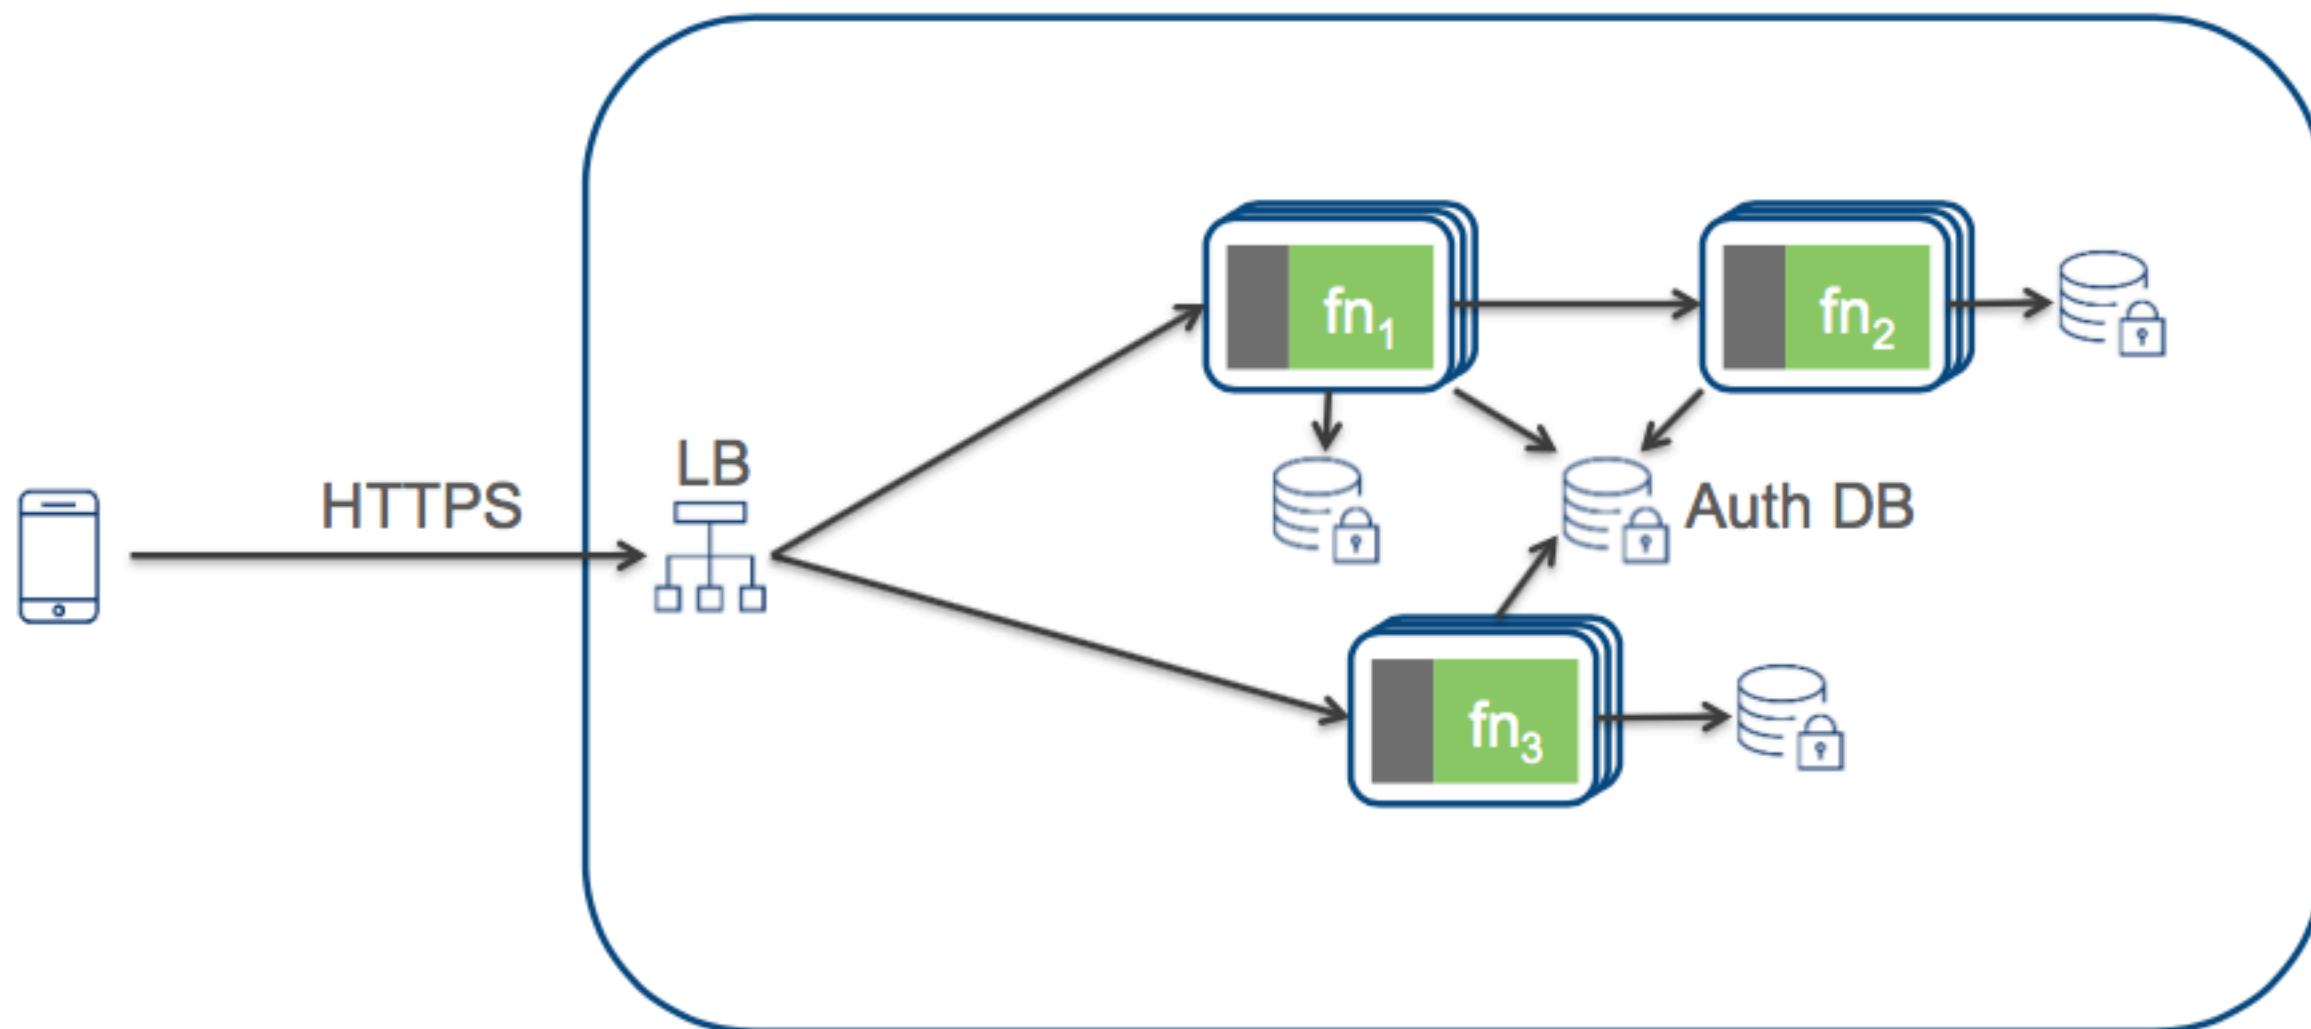 HTTPS
LB
fn₁
fn₂
Auth DB
fn₃